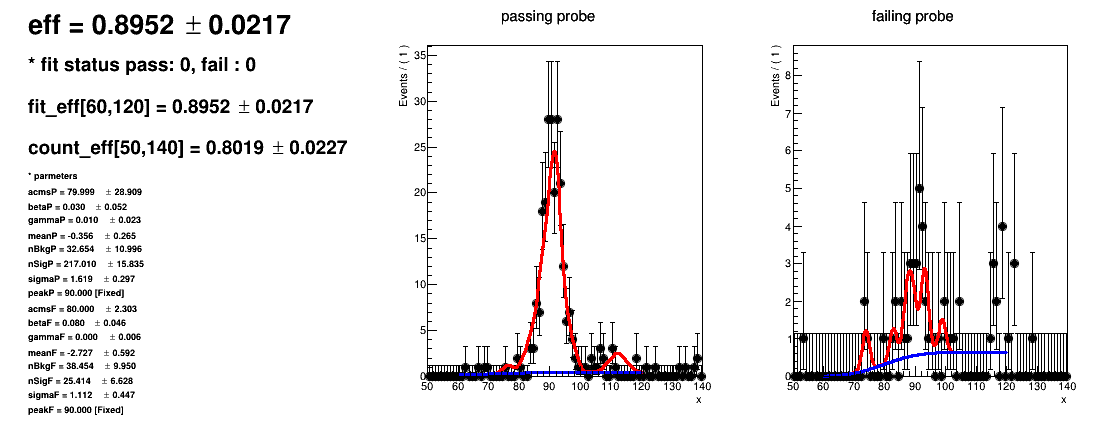 eff = 0.8952 ± 0.0217
* fit status pass: 0, fail : 0
fit_eff[60,120] = 0.8952 ± 0.0217
count_eff[50,140] = 0.8019 ± 0.0227
* parmeters
acmsP = 79.999 ± 28.909
betaP = 0.030 ± 0.052
gammaP = 0.010 ± 0.023
meanP = -0.356 ± 0.265
nBkgP = 32.654 ± 10.996
nSigP = 217.010 ± 15.835
sigmaP = 1.619 ± 0.297
peakP = 90.000 [Fixed]
acmsF = 80.000 ± 2.303
betaF = 0.080 ± 0.046
gammaF = 0.000 ± 0.006
meanF = -2.727 ± 0.592
nBkgF = 38.454 ± 9.950
nSigF = 25.414 ± 6.628
sigmaF = 1.112 ± 0.447
peakF = 90.000 [Fixed]
passing probe
Events / ( 1 )
35
30
25
20
15
10
5
0
50 60 70 80 90 100 110 120 130 140
x
failing probe
Events / ( 1 )
8
7
6
5
4
3
2
1
0
50 60 70 80 90 100 110 120 130 140
x